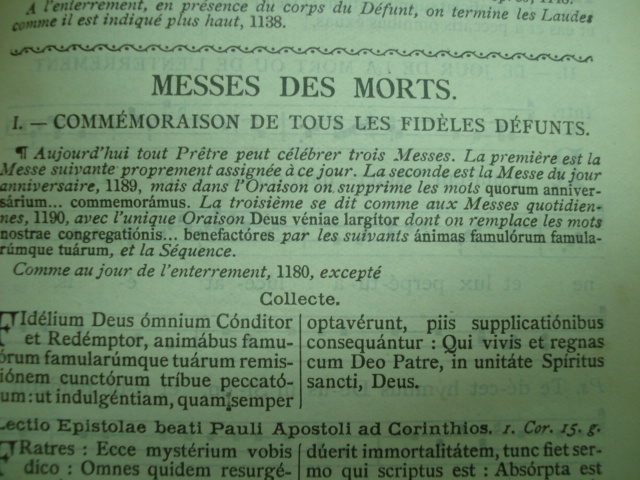 A l'enterrement, en présence du corps du Défunt, on termine les Laudes
comme il est indiqué plus haut, 1138.
MESSES DES MORTS.
I. — COMMÉMORAISON DE TOUS LES FIDÈLES DÉFUNTS.
¶ Aujourd'hui tout Prêtre peut célébrer trois Messes. La première est la
Messe suivante proprement assignée à ce jour. La seconde est la Messe du jour
anniversaire, 1189, mais dans l'Oraison on supprime les mots quorum anniver-
sárium... commemorámus. La troisième se dit comme aux Messes quotidien-
nes, 1190, avec l'unique Oraison Deus véniae largítor dont on remplace les mots
nostrae congregatiónis... benefactóres par les suivants ánimas famulórum famula-
rúmque tuárum, et la Séquence.
Comme au jour de l'enterrement, 1180, excepté
Collecte.
FIdélium Deus ómnium Cónditor
et Redémptor, animábus famu-
órum famularúmque tuárum remis-
iónem cunctórum tríbue peccató-
um : ut indulgéntiam, quam semper
optavérunt, piis supplicatiónibus
consequántur : Qui vivis et regnas
cum Deo Patre, in unitáte Spíritus
sancti, Deus.
Lectio Epistolae beati Pauli Apostoli ad Corinthios. 1. Cor. 15. g.
FRatres : Ecce mystérium vobis
dico : Omnes quidem resurgé-
dúerit immortalitátem, tunc fiet ser-
mo qui scriptus est : Absórpta est